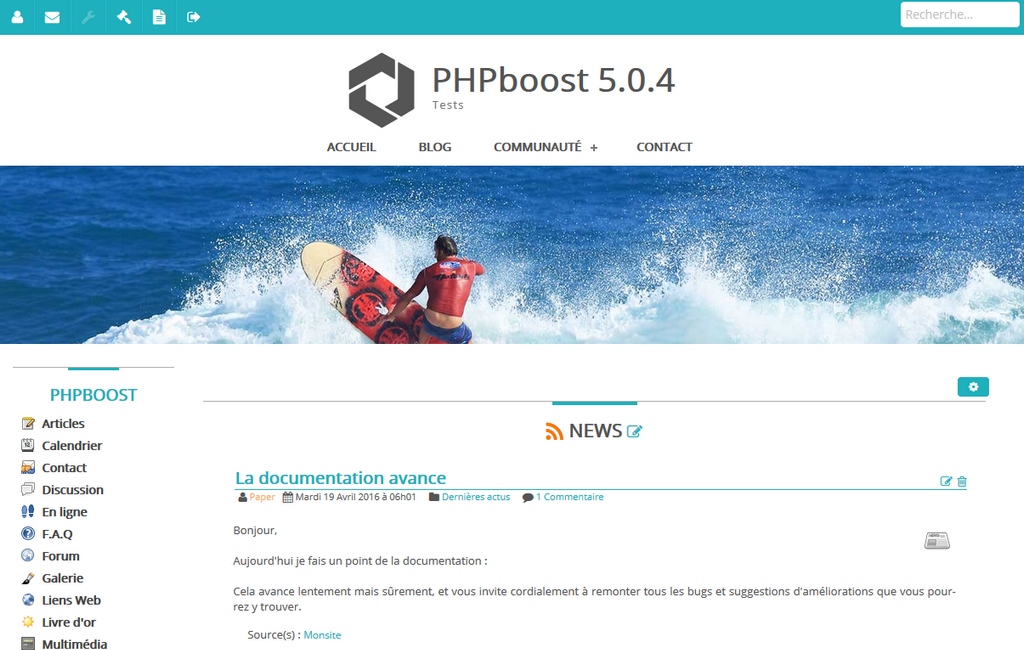 Recherche...
PHPboost 5.0.4
Tests
ACCUEIL BLOG COMMUNAUTÉ + CONTACT
PHPBOOST
Articles
Calendrier
Contact
Discussion
En ligne
F.A.Q
Forum
Galerie
Liens Web
Livre d'or
Multimédia
NEWS
La documentation avance
Paper Mardi 19 Avril 2016 à 06h01 Dernières actus 1 Commentaire
Bonjour,
Aujourd'hui je fais un point de la documentation :
Cela avance lentement mais sûrement, et vous invite cordialement à remonter tous les bugs et suggestions d'améliorations que vous pour-
rez y trouver.
Source(s) : Monsite